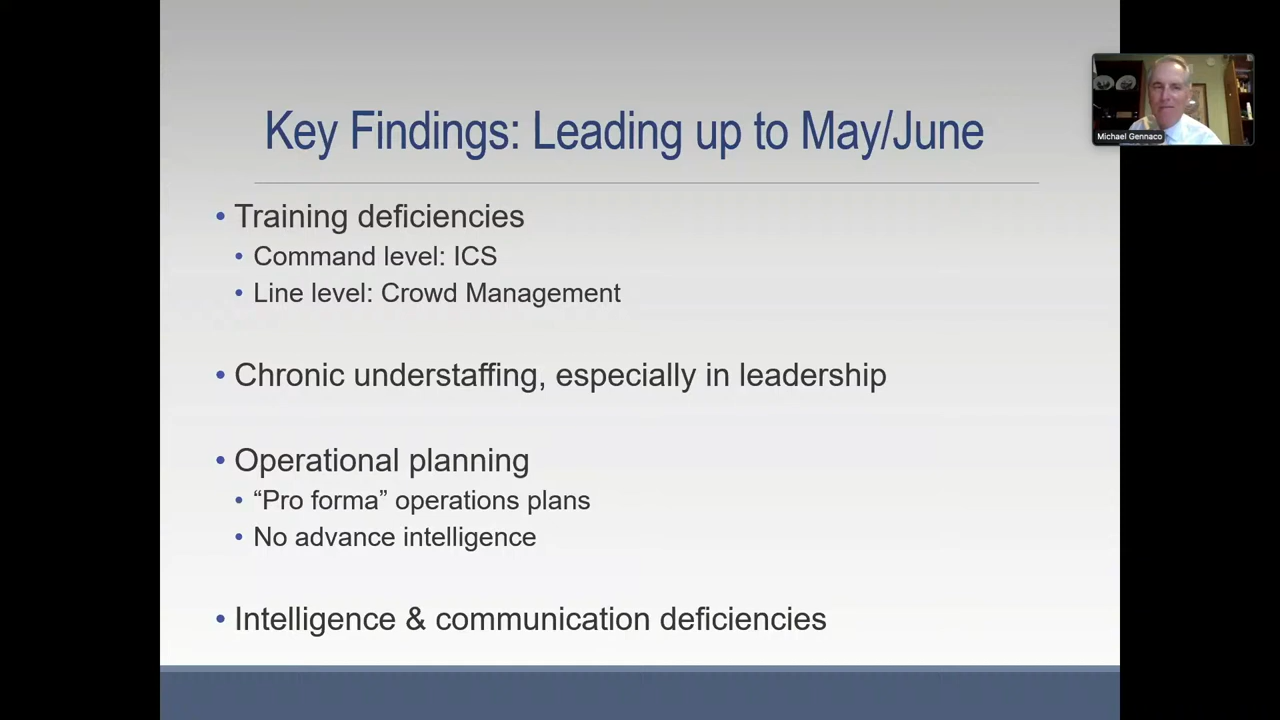 Key Findings: Leading up to May/June
• Training deficiencies
• Command level: ICS
• Line level: Crowd Management
• Chronic understaffing, especially in leadership
• Operational planning
• “Pro forma” operations plans
• No advance intelligence
• Intelligence & communication deficiencies
Michael Gennaco